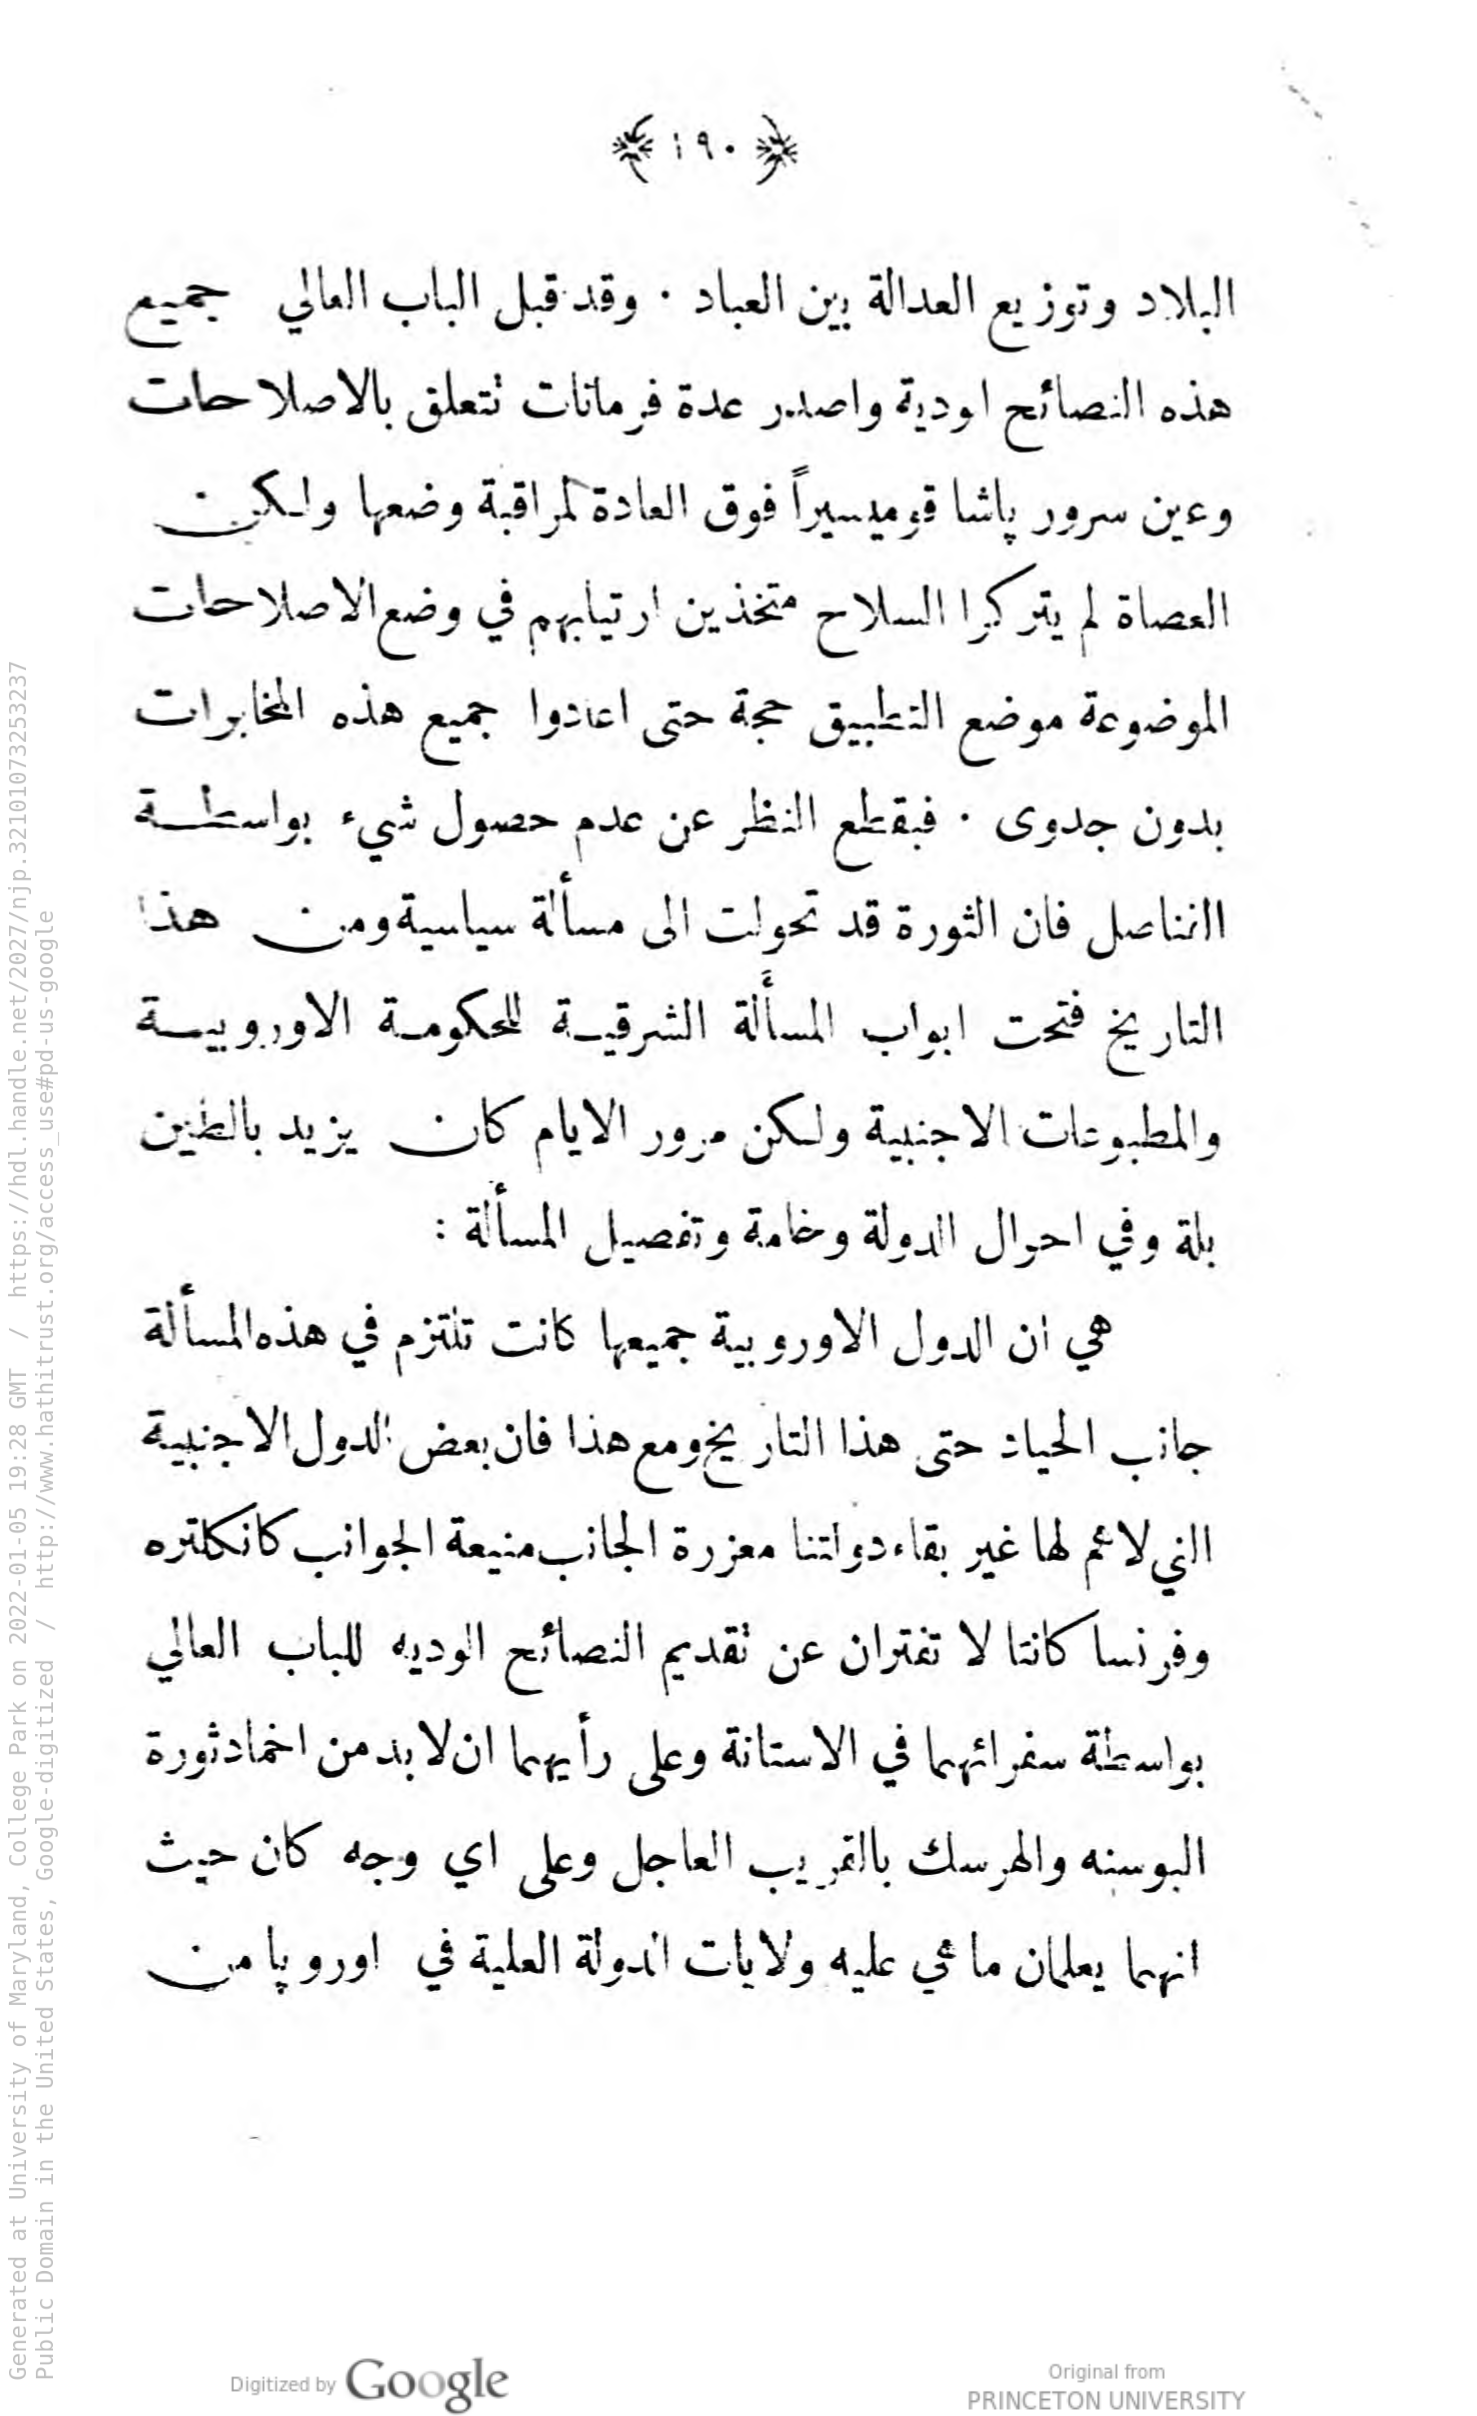 ﴿ ١٩٠ ﴾
البلاد وتوزيع العدالة بين العباد · وقد قبل الباب العالي جميع
هذه النصائح اودية واصدر عدة فرمانات نتعلق بالاصلاحات
وعين سرور پاشا قوميسيراً فوق العادة لمراقبة وضعها ولكن
العصاة لم يتركوا السلاح متخذين ارتيابهم في وضع الاصلاحات
الموضوعة موضع التطبيق حجة حتى اعادوا جميع هذه المخابرات
بدون جدوى · فبقطع النظر عن عدم حصول شيء بواسطة
القناصل فان الثورة قد تحولت الى مسألة سياسية ومن هذا
التاريخ فتحت ابواب المسألة الشرقية للحكومة الاوروبية
والمطبوعات الاجنبية ولكن مرور الايام كان يزيد بالطين
بلة وفي احوال الدولة وخامة وتفصيل المسألة :
هي ان الدول الاوروبية جميعها كانت تلتزم في هذه المسألة
جانب الحياد حتى هذا التاريخ ومع هذا فان بعض الدول الاجنبية
التي لا هم لها غير بقاء دولتنا معززة الجانب منيعة الجوانب كانكلتره
وفرنسا كانتا لا تفتران عن نقديم النصائح الوديه للباب العالي
بواسطة سفرائهما في الاستانة وعلى رأيهما ان لا بد من اخماد ثورة
البوسنه والهرسك بالقريب العاجل وعلى اي وجه كان حيث
انهما يعلمان ما هي عليه ولايات الدولة العلية في اوروپا من
Generated at University of Maryland, College Park on 2022-01-05 19:28 GMT / https://hdl.handle.net/2027/njp.32101073253237
Public Domain in the United States, Google-digitized / http://www.hathitrust.org/access_use#pd-us-google
Digitized by Google
Original from
PRINCETON UNIVERSITY